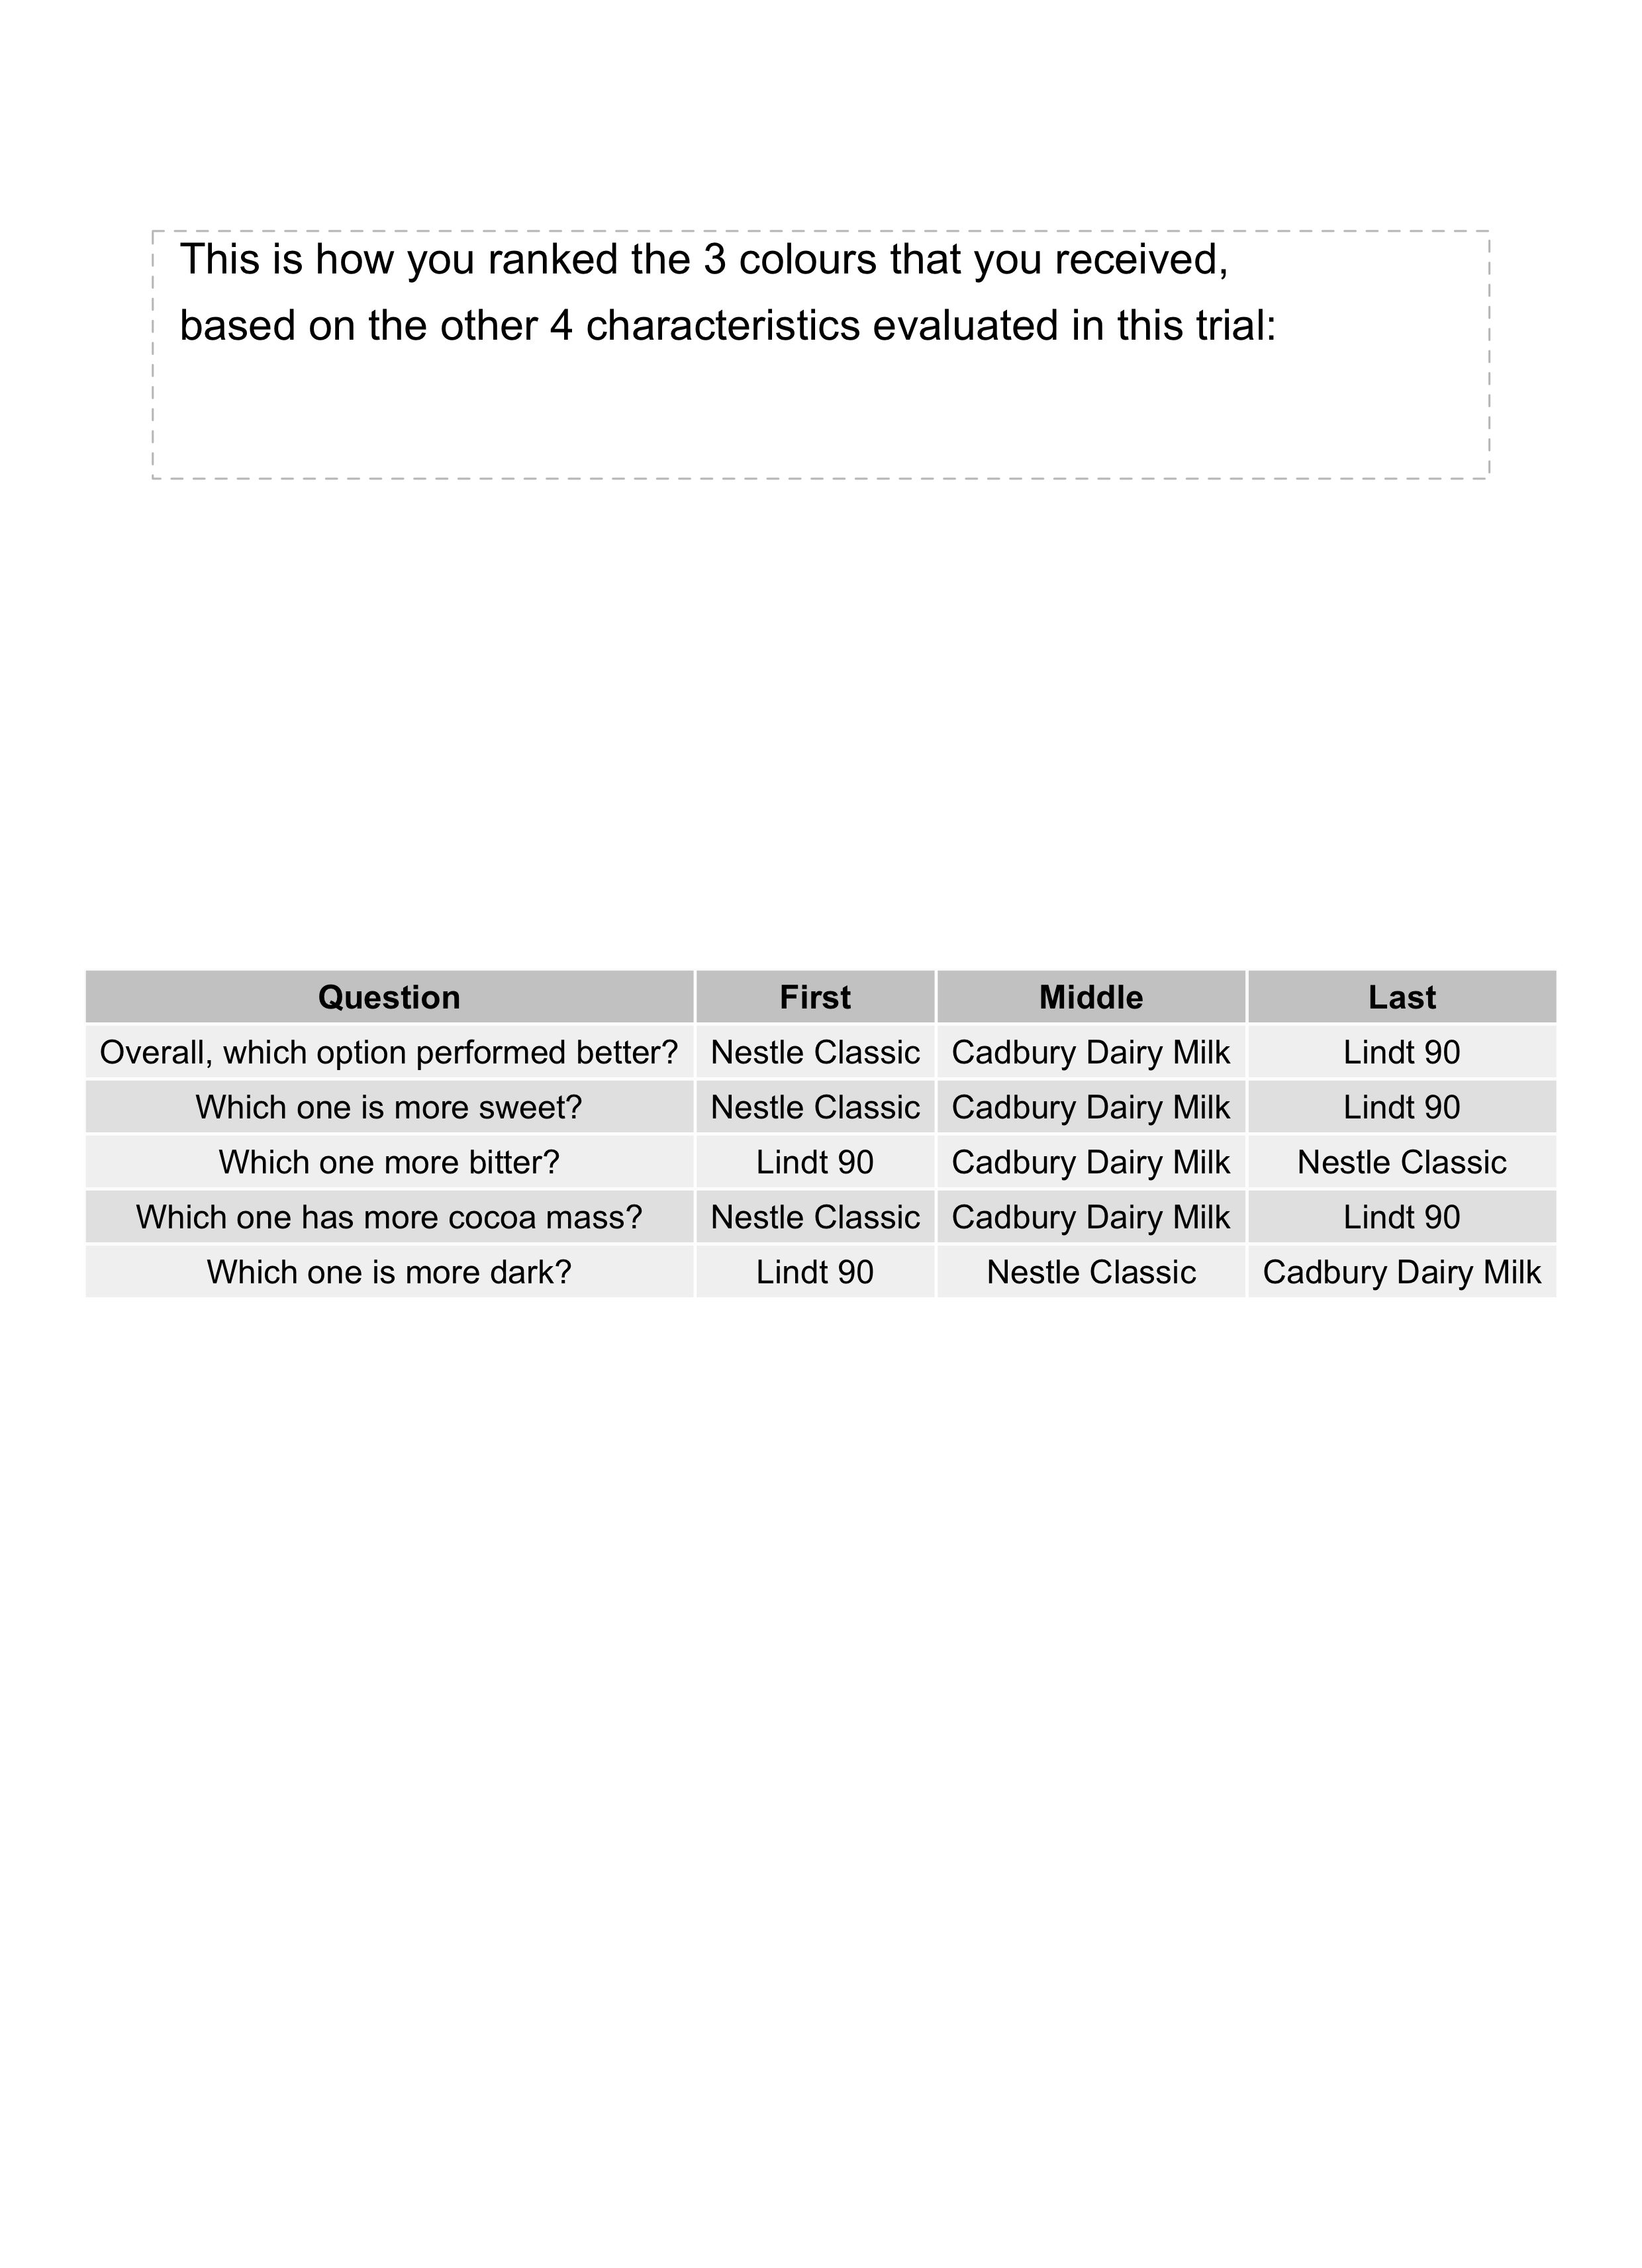 This is how you ranked the 3 colours that you received,
based on the other 4 characteristics evaluated in this trial:
Question First Middle Last
Overall, which option performed better? Nestle Classic Cadbury Dairy Milk Lindt 90
Which one is more sweet? Nestle Classic Cadbury Dairy Milk Lindt 90
Which one more bitter? Lindt 90 Cadbury Dairy Milk Nestle Classic
Which one has more cocoa mass? Nestle Classic Cadbury Dairy Milk Lindt 90
Which one is more dark? Lindt 90 Nestle Classic Cadbury Dairy Milk